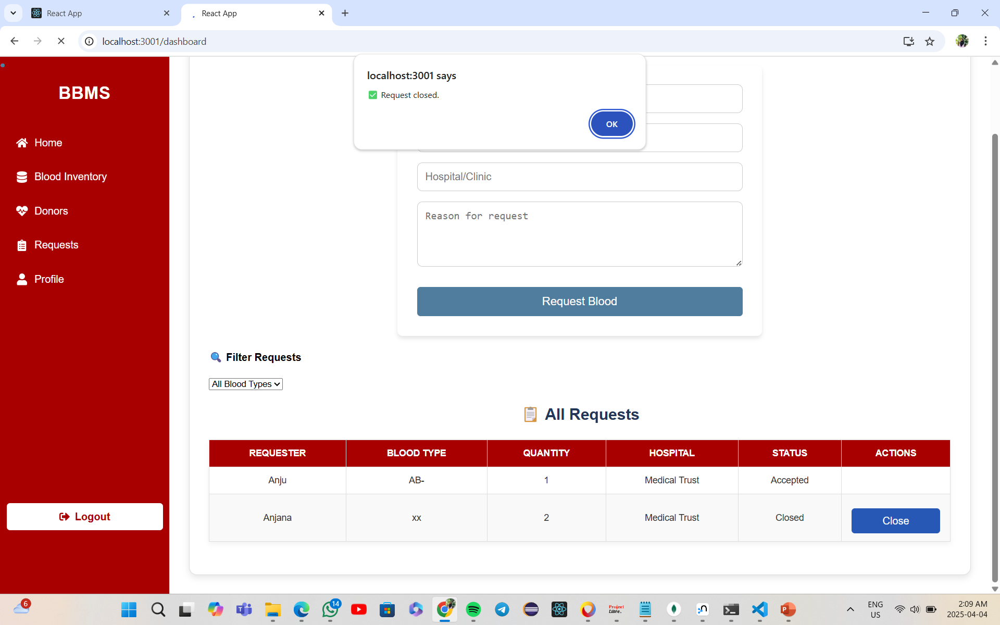 React App
React App
localhost:3001/dashboard
localhost:3001 says
✅ Request closed.
OK
BBMS
Home
Blood Inventory
Donors
Requests
Profile
Logout
Hospital/Clinic
Reason for request
Request Blood
🔍 Filter Requests
All Blood Types
📋 All Requests
REQUESTER BLOOD TYPE QUANTITY HOSPITAL STATUS ACTIONS
Anju AB- 1 Medical Trust Accepted
Anjana xx 2 Medical Trust Closed Close
6
14
Project
Libre.
ENG
US
2:09 AM
2025-04-04